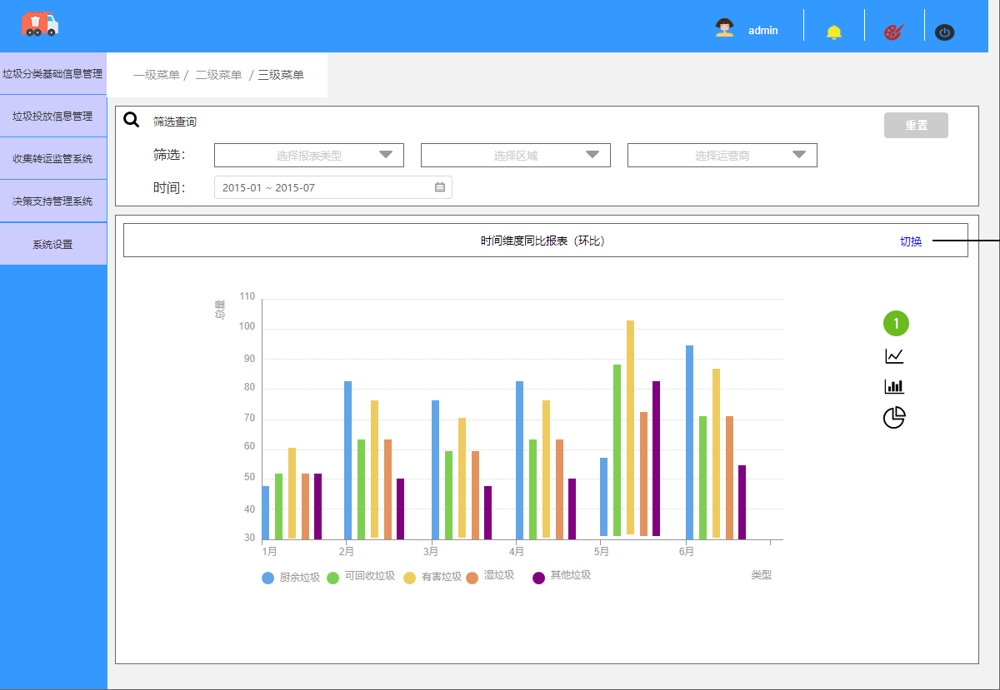 admin
垃圾分类基础信息管理
垃圾投放信息管理
收集转运监管系统
决策支持管理系统
系统设置
一级菜单 / 二级菜单 / 三级菜单
筛选查询
重置
筛选：
选择报表类型
选择区域
选择运营商
时间：
2015-01 ~ 2015-07
时间维度同比报表（环比）
切换
总量
110
100
90
80
70
60
50
40
30
1月
2月
3月
4月
5月
6月
厨余垃圾
可回收垃圾
有害垃圾
湿垃圾
其他垃圾
类型
1